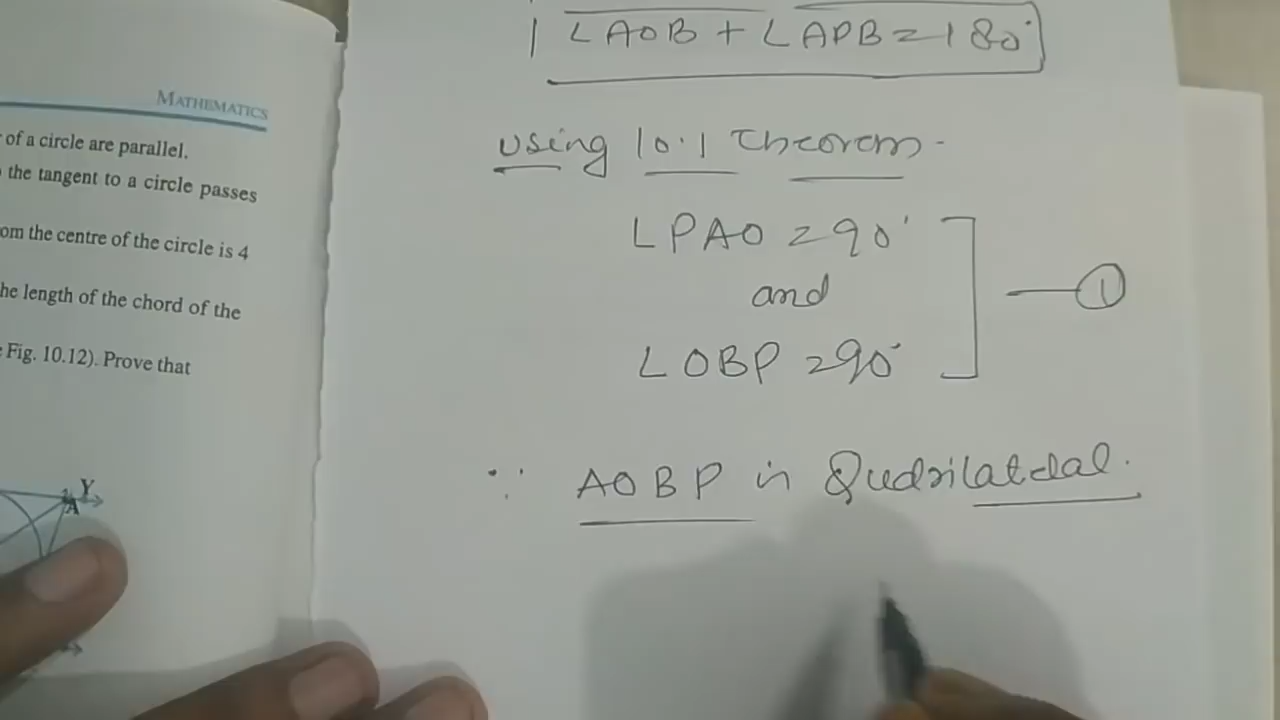 MATHEMATICS
of a circle are parallel.
the tangent to a circle passes
om the centre of the circle is 4
he length of the chord of the
Fig. 10.12). Prove that
Y
A
∠AOB + ∠APB = 180°
using 10.1 Theorem.
∠PAO = 90°
and
∠OBP = 90°
1
∵ AOBP in Qudrilatdal.